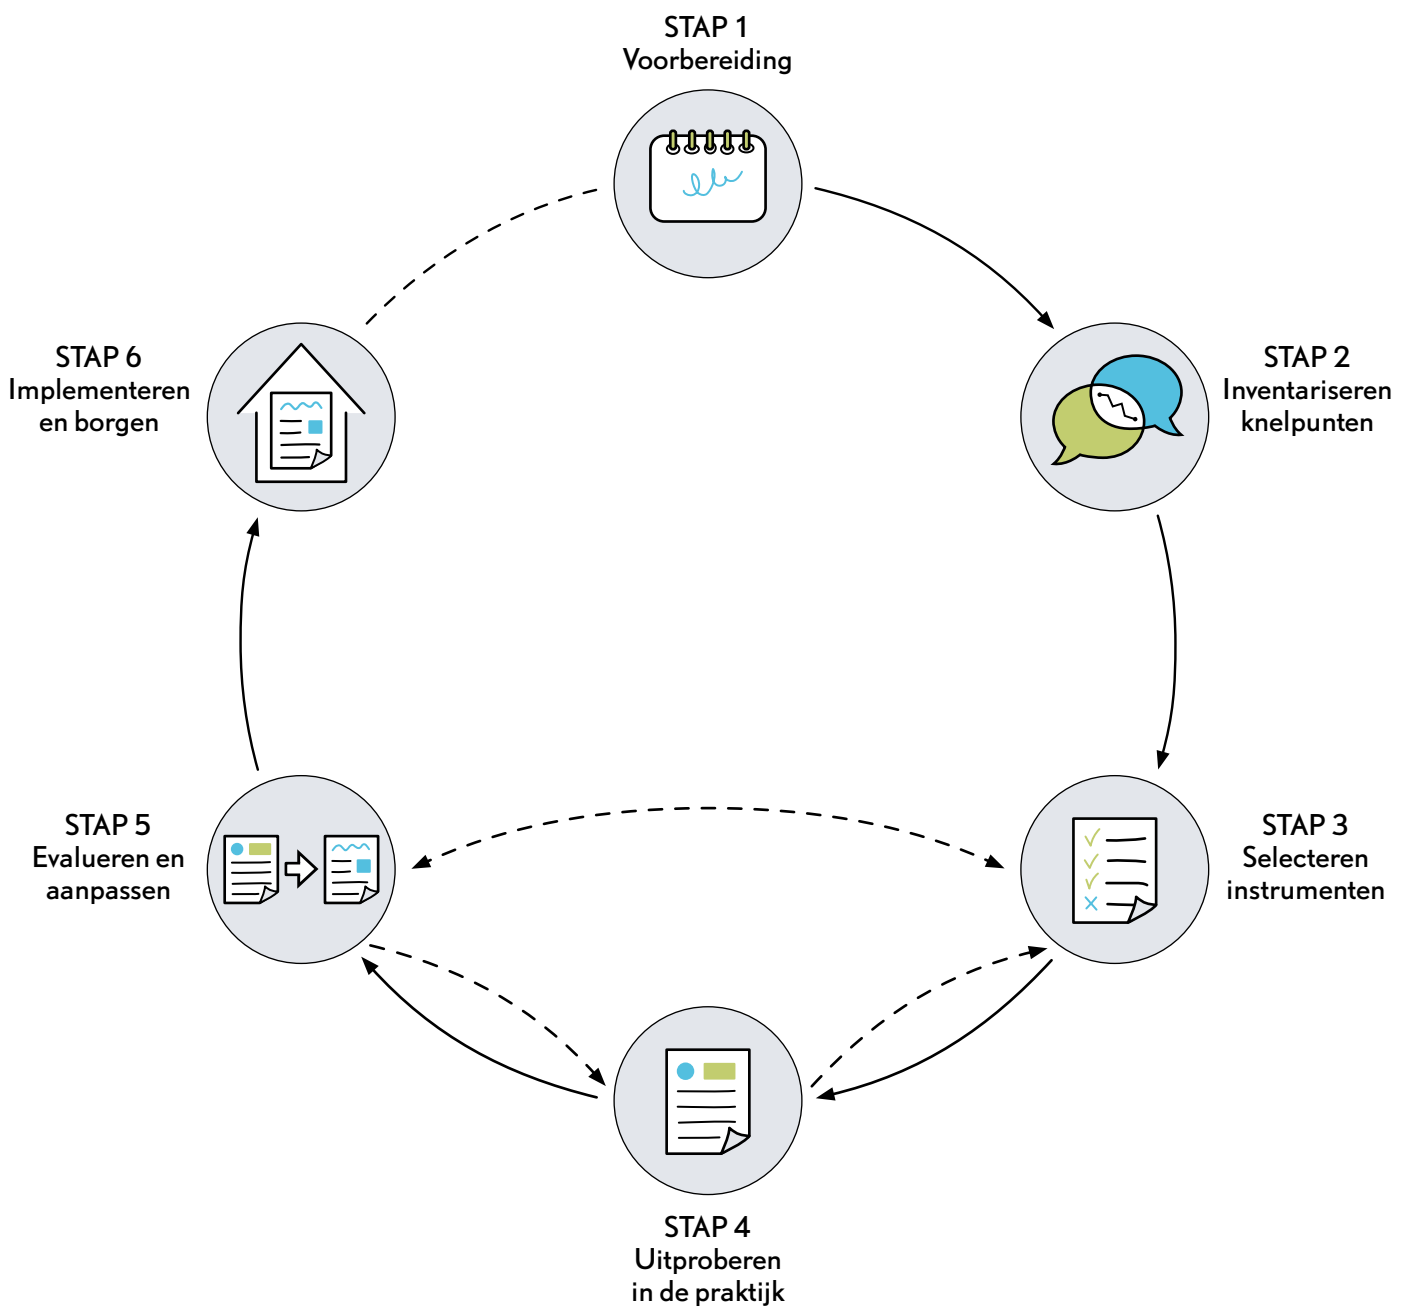 STAP 1
Voorbereiding
STAP 2
Inventariseren
knelpunten
STAP 3
Selecteren
instrumenten
STAP 4
Uitproberen
in de praktijk
STAP 5
Evalueren en
aanpassen
STAP 6
Implementeren
en borgen